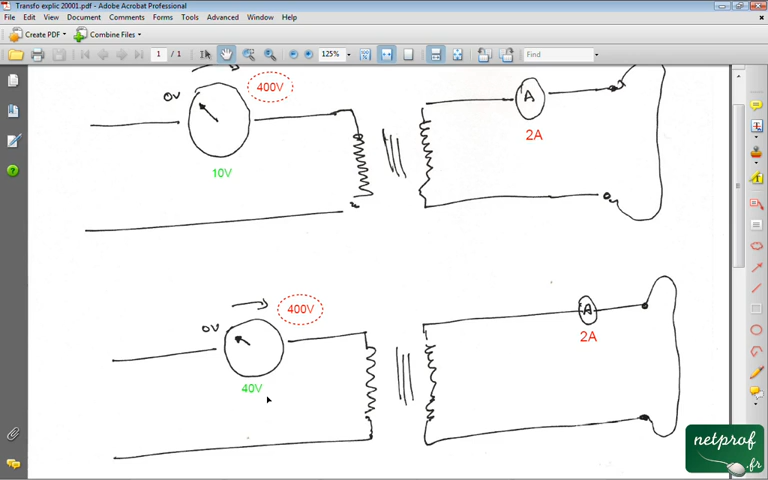 Transfo explic 20001.pdf - Adobe Acrobat Professional
File Edit View Document Comments Forms Tools Advanced Window Help
Create PDF Combine Files
1 / 1 125% Find
0V 400V
A
10V
2A
0V 400V
A
40V
2A
netprof
.fr